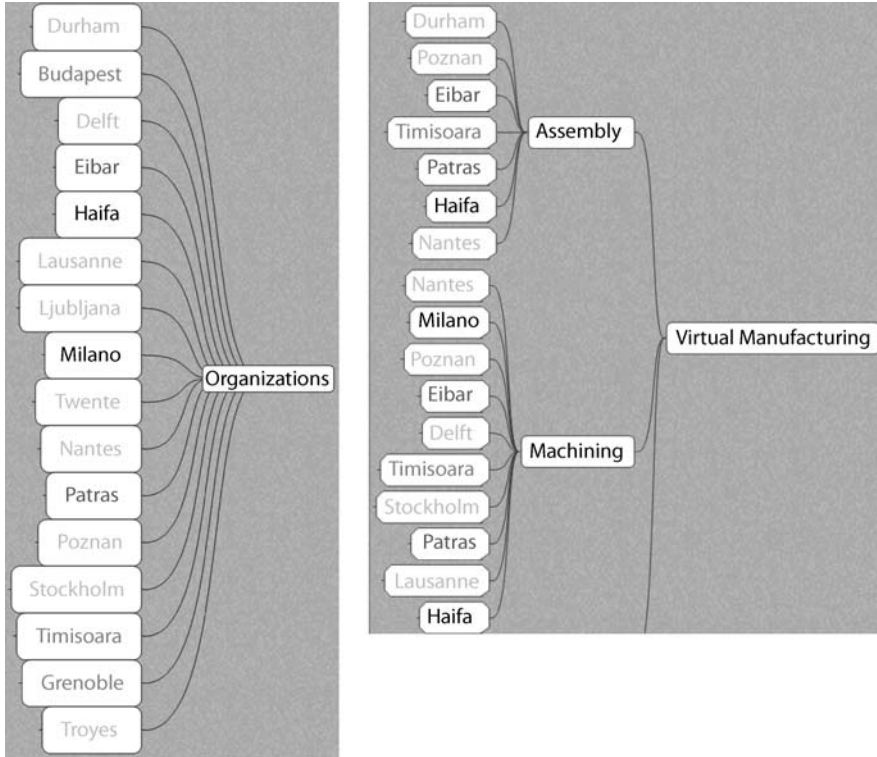 Durham
Budapest
Delft
Eibar
Haifa
Lausanne
Ljubljana
Milano
Twente
Nantes
Patras
Poznan
Stockholm
Timisoara
Grenoble
Troyes
Organizations
Durham
Poznan
Eibar
Timisoara
Patras
Haifa
Nantes
Assembly
Nantes
Milano
Poznan
Eibar
Delft
Timisoara
Stockholm
Patras
Lausanne
Haifa
Machining
Virtual Manufacturing